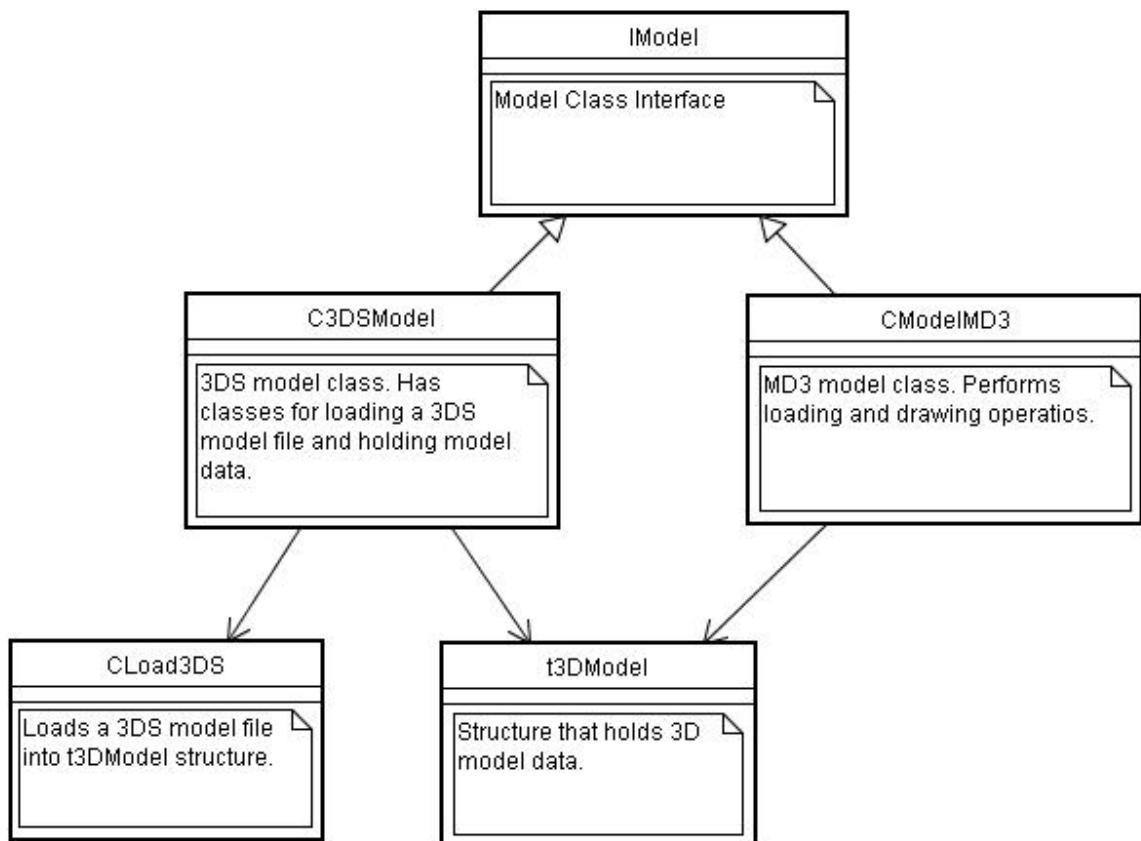 IModel
Model Class Interface
C3DSModel
3DS model class. Has
classes for loading a 3DS
model file and holding model
data.
CModelMD3
MD3 model class. Performs
loading and drawing operatios.
CLoad3DS
Loads a 3DS model file
into t3DModel structure.
t3DModel
Structure that holds 3D
model data.